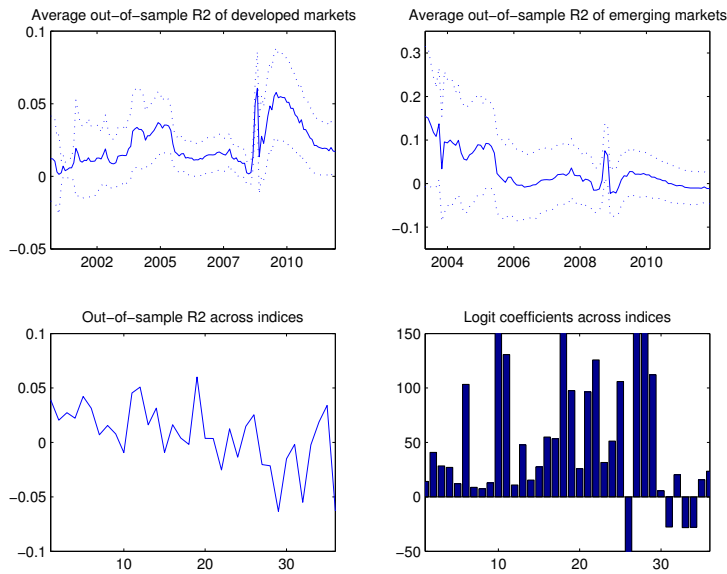 Average out−of−sample R2 of developed markets
0.1
0.05
0
−0.05
2002 2005 2007 2010
Average out−of−sample R2 of emerging markets
0.3
0.2
0.1
0
−0.1
2004 2006 2008 2010
Out−of−sample R2 across indices
0.1
0.05
0
−0.05
−0.1
10 20 30
Logit coefficients across indices
150
100
50
0
−50
10 20 30